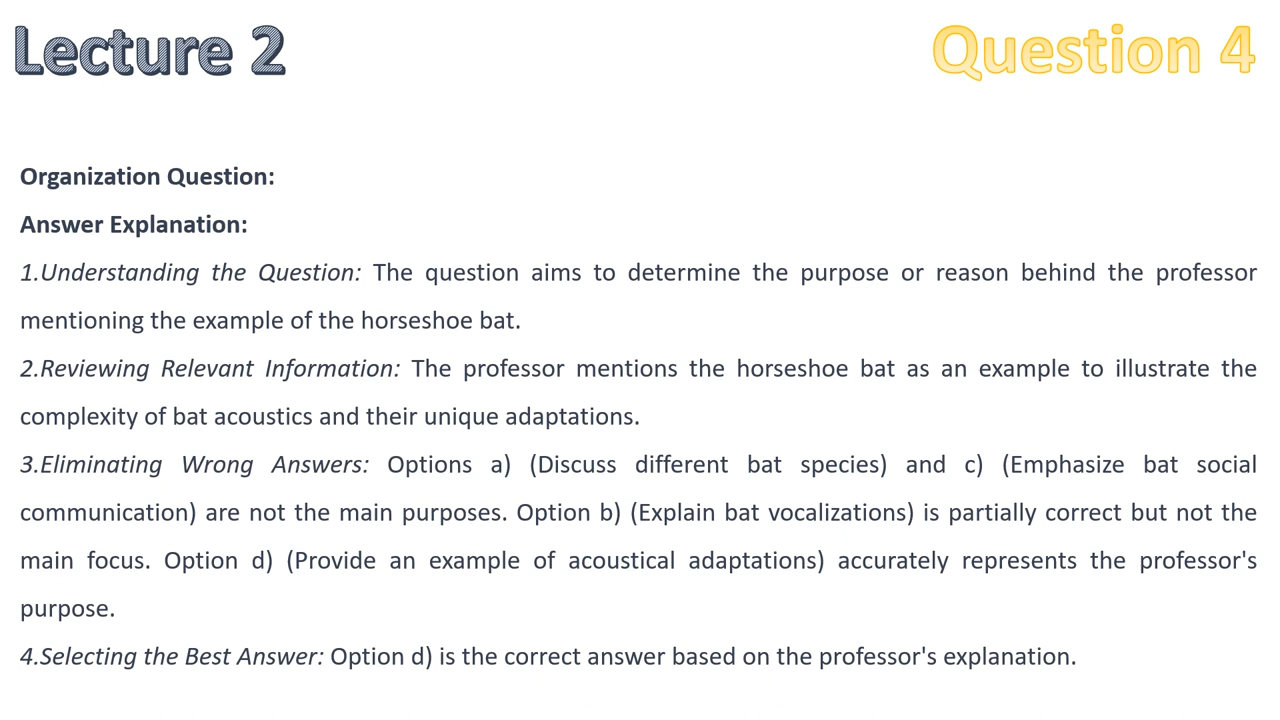 Lecture 2
Question 4
Organization Question:
Answer Explanation:
1.Understanding the Question: The question aims to determine the purpose or reason behind the professor
mentioning the example of the horseshoe bat.
2.Reviewing Relevant Information: The professor mentions the horseshoe bat as an example to illustrate the
complexity of bat acoustics and their unique adaptations.
3.Eliminating Wrong Answers: Options a) (Discuss different bat species) and c) (Emphasize bat social
communication) are not the main purposes. Option b) (Explain bat vocalizations) is partially correct but not the
main focus. Option d) (Provide an example of acoustical adaptations) accurately represents the professor's
purpose.
4.Selecting the Best Answer: Option d) is the correct answer based on the professor's explanation.